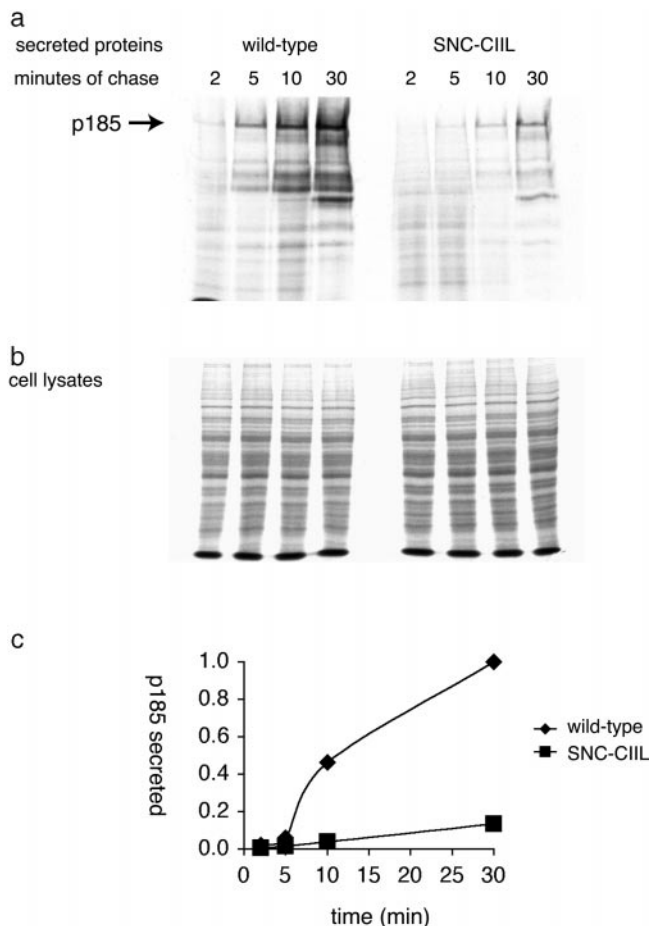 a
secreted proteins wild-type SNC-CIIL
minutes of chase 2 5 10 30 2 5 10 30
p185
b
cell lysates
c
p185 secreted
1.0
0.8
0.6
0.4
0.2
0.0
0 5 10 15 20 25 30
time (min)
wild-type
SNC-CIIL